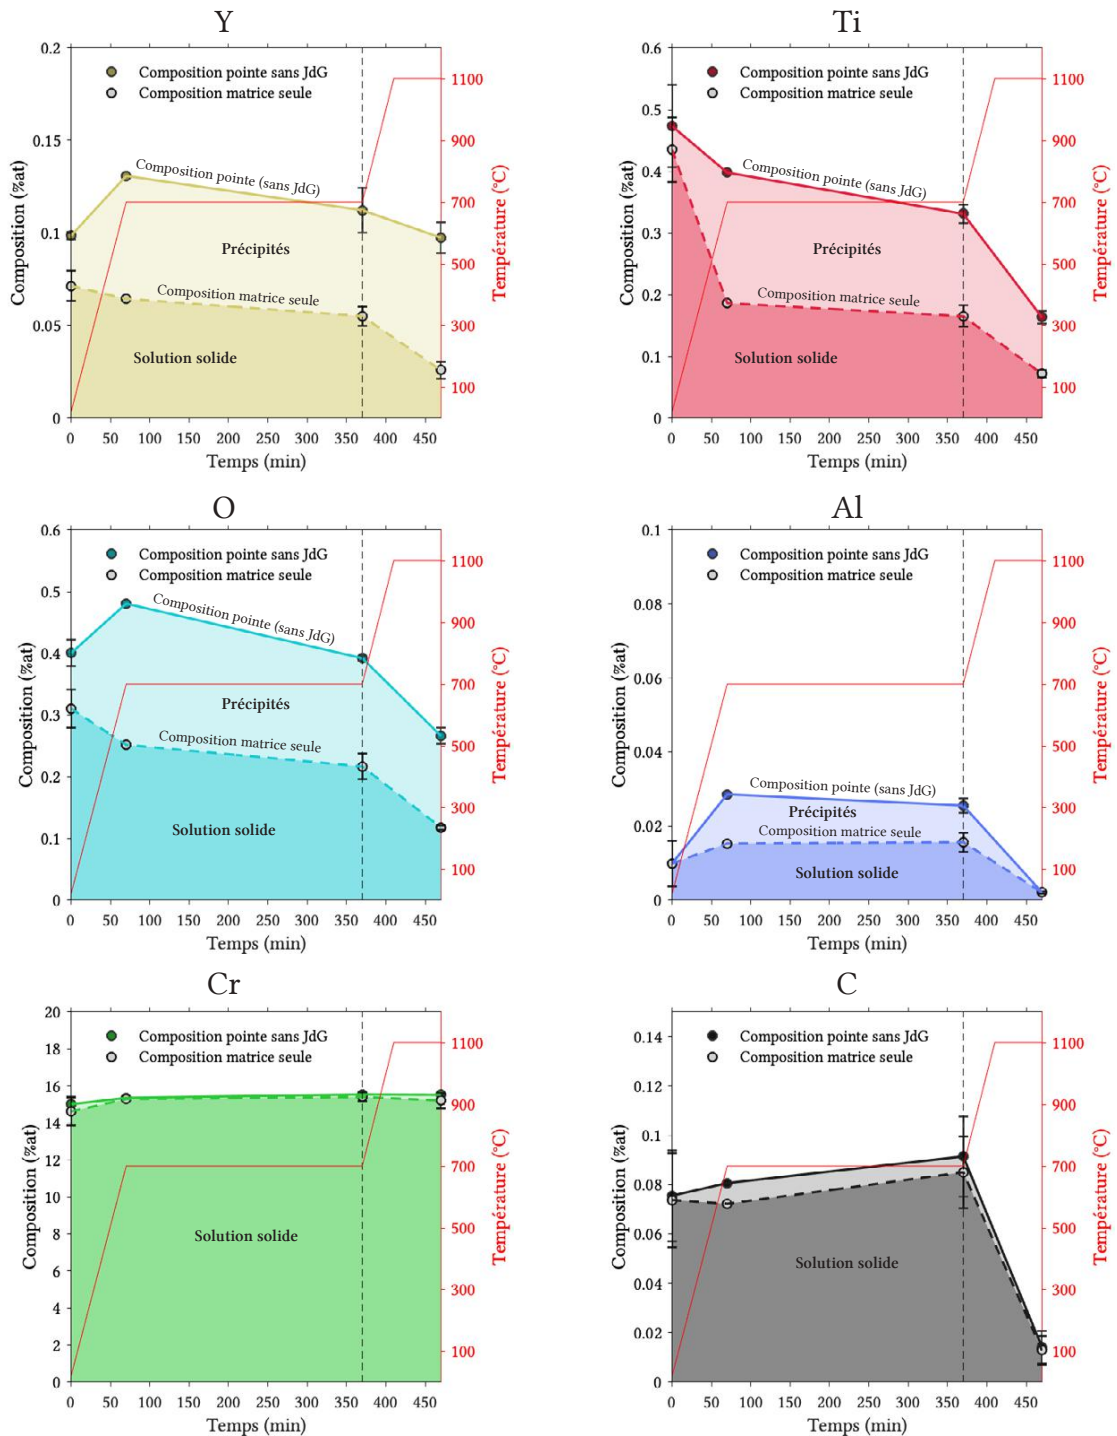 Y
0.2
0.15
0.1
0.05
0
Composition (%at)
Composition pointe sans JdG
Composition matrice seule
Composition pointe (sans JdG)
Précipités
Composition matrice seule
Solution solide
1100
900
700
500
300
100
Température (°C)
0 50 100 150 200 250 300 350 400 450
Temps (min)
Ti
0.6
0.5
0.4
0.3
0.2
0.1
0
Composition (%at)
Composition pointe sans JdG
Composition matrice seule
Composition pointe (sans JdG)
Précipités
Composition matrice seule
Solution solide
1100
900
700
500
300
100
Température (°C)
0 50 100 150 200 250 300 350 400 450
Temps (min)
O
0.6
0.5
0.4
0.3
0.2
0.1
0
Composition (%at)
Composition pointe sans JdG
Composition matrice seule
Composition pointe (sans JdG)
Précipités
Composition matrice seule
Solution solide
1100
900
700
500
300
100
Température (°C)
0 50 100 150 200 250 300 350 400 450
Temps (min)
Al
0.1
0.08
0.06
0.04
0.02
0
Composition (%at)
Composition pointe sans JdG
Composition matrice seule
Composition pointe (sans JdG)
Précipités
Composition matrice seule
Solution solide
1100
900
700
500
300
100
Température (°C)
0 50 100 150 200 250 300 350 400 450
Temps (min)
Cr
20
18
16
14
12
10
8
6
4
2
0
Composition (%at)
Composition pointe sans JdG
Composition matrice seule
Solution solide
1100
900
700
500
300
100
Température (°C)
0 50 100 150 200 250 300 350 400 450
Temps (min)
C
0.14
0.12
0.1
0.08
0.06
0.04
0.02
0
Composition (%at)
Composition pointe sans JdG
Composition matrice seule
Solution solide
1100
900
700
500
300
100
Température (°C)
0 50 100 150 200 250 300 350 400 450
Temps (min)